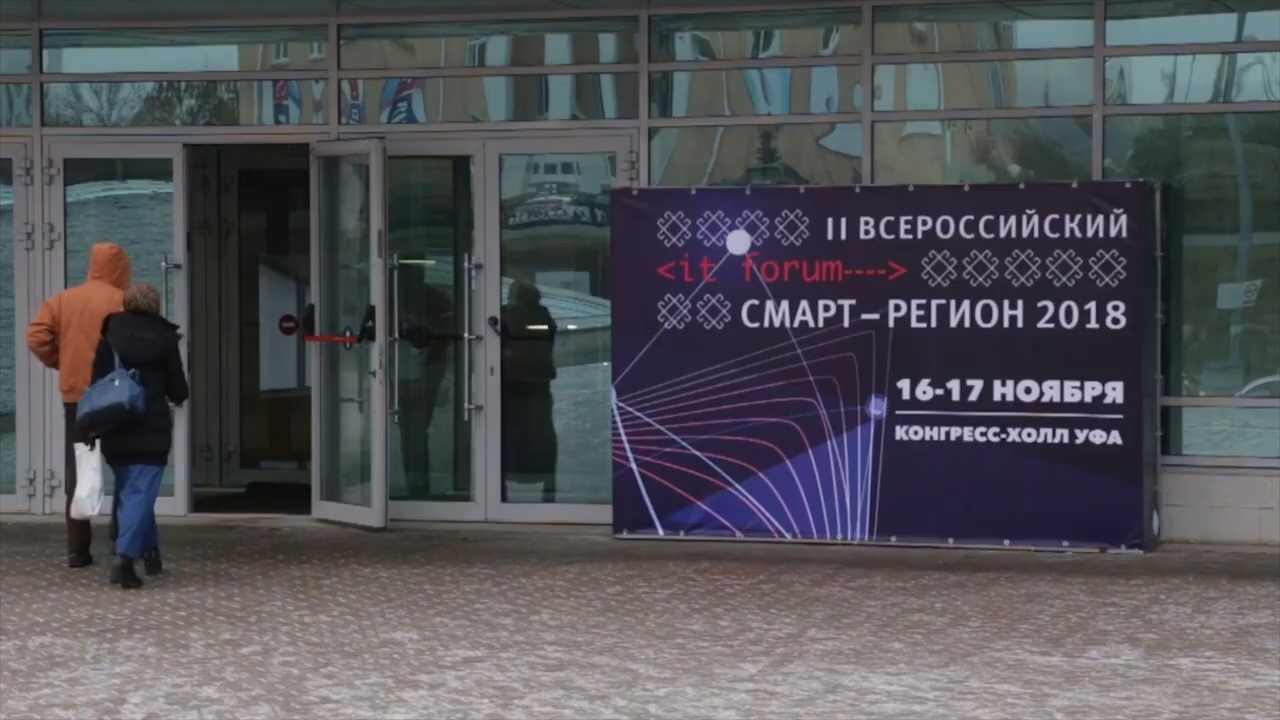 II ВСЕРОССИЙСКИЙ
<it forum---->
СМАРТ–РЕГИОН 2018
16-17 НОЯБРЯ
КОНГРЕСС-ХОЛЛ УФА